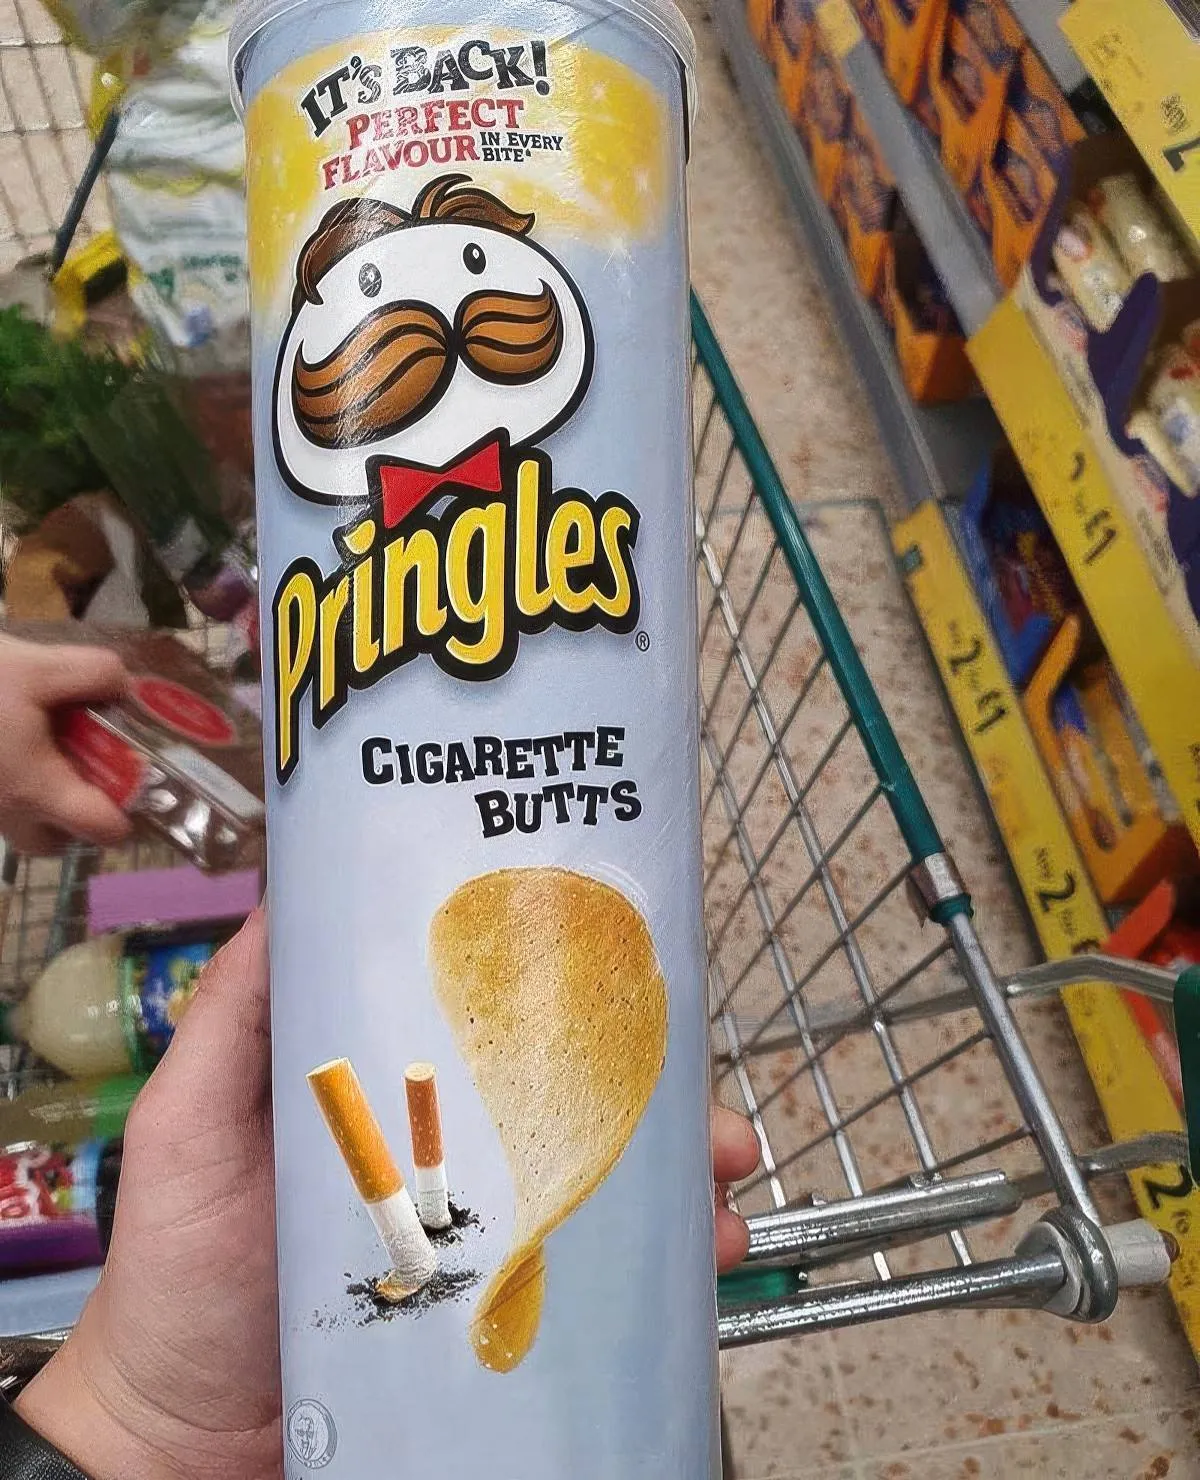 IT'S BACK!
PERFECT
FLAVOUR IN EVERY
BITE*
Pringles®
CIGARETTE
BUTTS